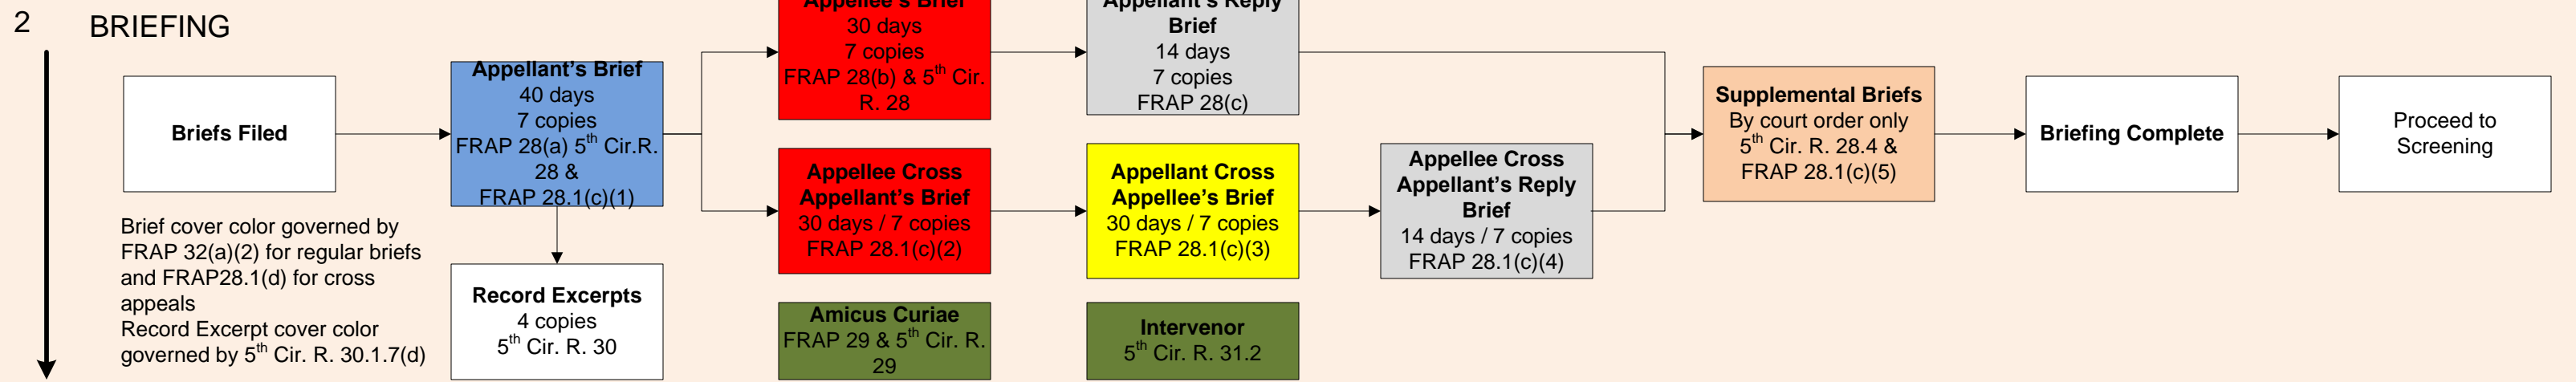 2
BRIEFING
Briefs Filed
Brief cover color governed by
FRAP 32(a)(2) for regular briefs
and FRAP28.1(d) for cross
appeals
Record Excerpt cover color
governed by 5th Cir. R. 30.1.7(d)
Appellant’s Brief
40 days
7 copies
FRAP 28(a) 5th Cir.R.
28 &
FRAP 28.1(c)(1)
Record Excerpts
4 copies
5th Cir. R. 30
Appellee’s Brief
30 days
7 copies
FRAP 28(b) & 5th Cir.
R. 28
Appellant’s Reply
Brief
14 days
7 copies
FRAP 28(c)
Appellee Cross
Appellant’s Brief
30 days / 7 copies
FRAP 28.1(c)(2)
Appellant Cross
Appellee’s Brief
30 days / 7 copies
FRAP 28.1(c)(3)
Appellee Cross
Appellant’s Reply
Brief
14 days / 7 copies
FRAP 28.1(c)(4)
Amicus Curiae
FRAP 29 & 5th Cir. R.
29
Intervenor
5th Cir. R. 31.2
Supplemental Briefs
By court order only
5th Cir. R. 28.4 &
FRAP 28.1(c)(5)
Briefing Complete
Proceed to
Screening